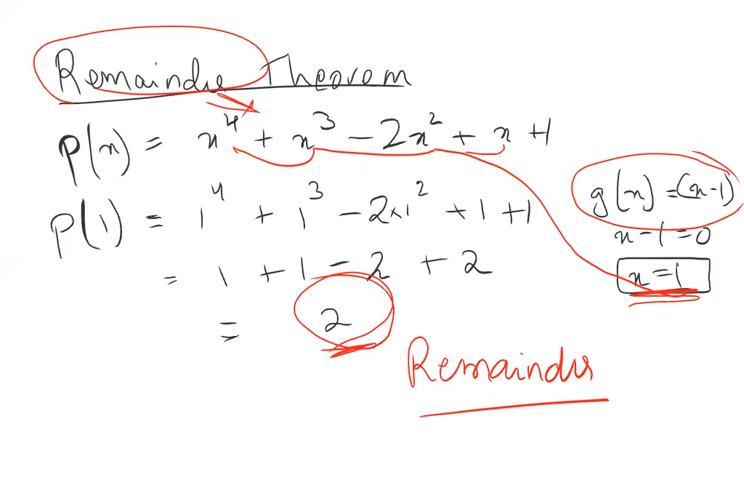 Remainder Theorem
p(x) = x⁴ + x³ - 2x² + x + 1
g(x) = (x-1)
p(1) = 1⁴ + 1³ - 2×1² + 1 + 1
x - 1 = 0
= 1 + 1 - 2 + 2
x = 1
= 2
Remainder